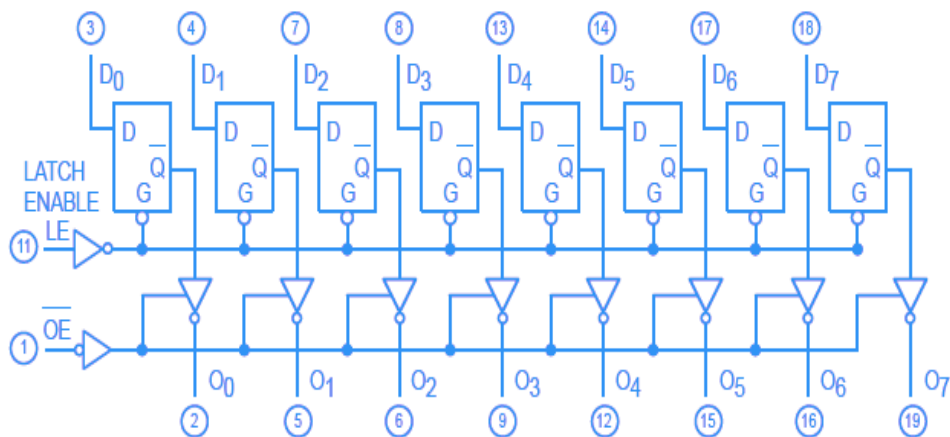 3 4 7 8 13 14 17 18
D0 D1 D2 D3 D4 D5 D6 D7
D D D D D D D D
Q̅ Q̅ Q̅ Q̅ Q̅ Q̅ Q̅ Q̅
LATCH
G G G G G G G G
ENABLE
LE
11
O̅E̅
1
O0 O1 O2 O3 O4 O5 O6 O7
2 5 6 9 12 15 16 19